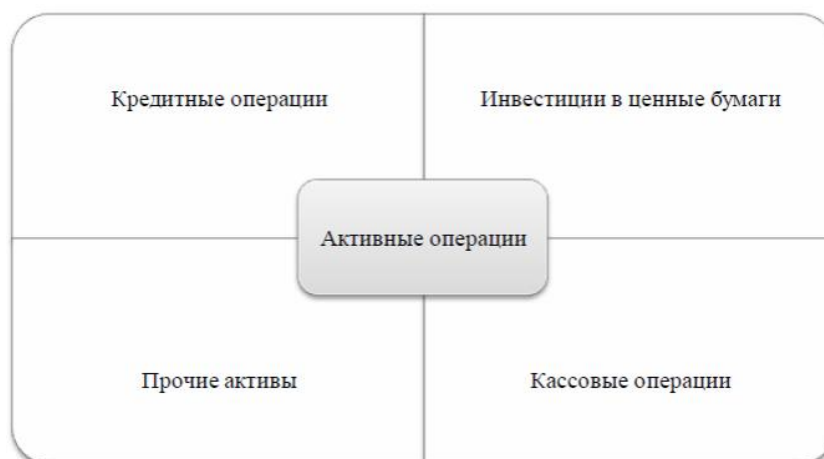 Кредитные операции
Инвестиции в ценные бумаги
Активные операции
Прочие активы
Кассовые операции